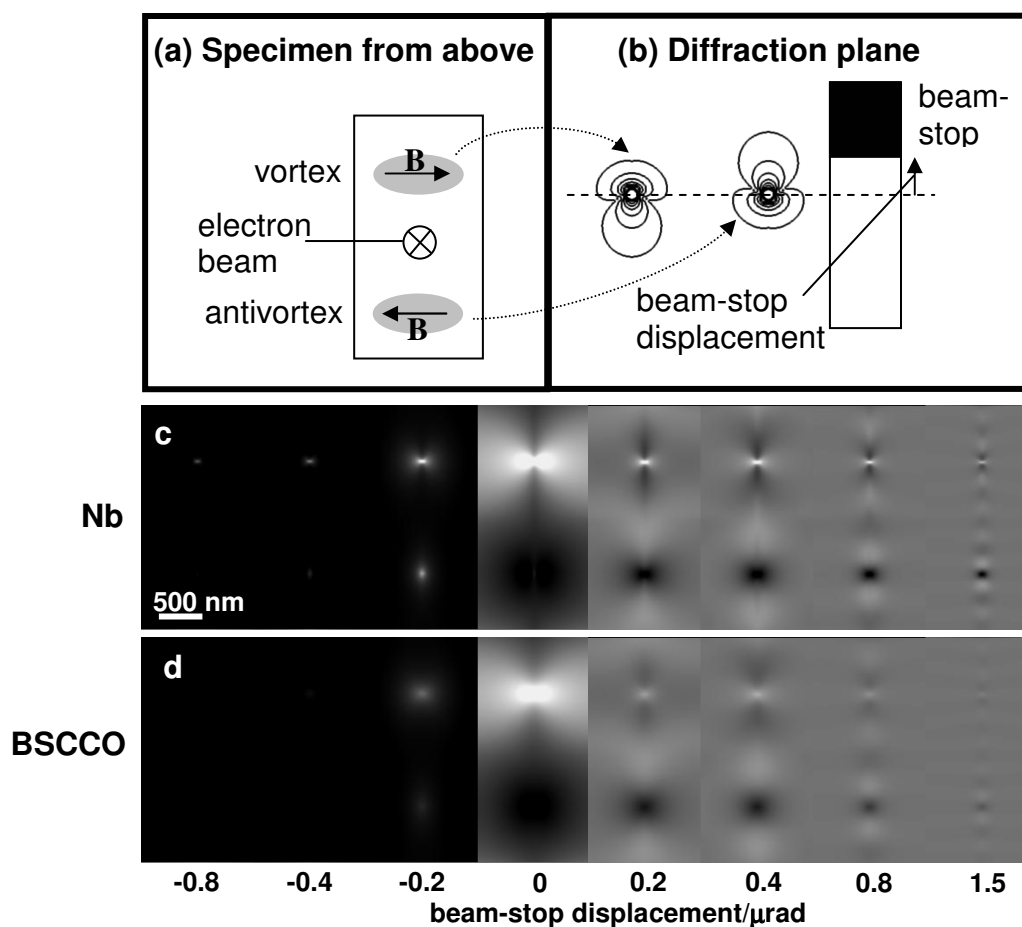 (a) Specimen from above
vortex
B
electron
beam
antivortex
B
(b) Diffraction plane
beam-
stop
beam-stop
displacement
c
Nb
500 nm
d
BSCCO
-0.8 -0.4 -0.2 0 0.2 0.4 0.8 1.5
beam-stop displacement/μrad